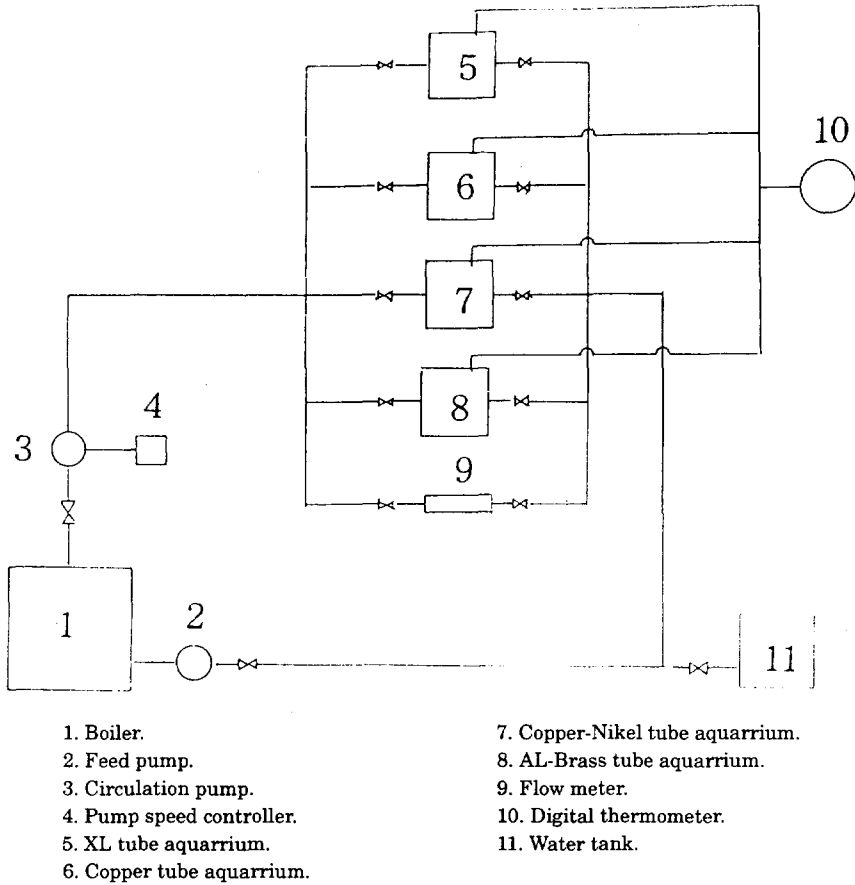 5
10
6
7
4
3
8
9
2
1
11
1. Boiler.
2. Feed pump.
3. Circulation pump.
4. Pump speed controller.
5. XL tube aquarrium.
6. Copper tube aquarrium.
7. Copper-Nikel tube aquarrium.
8. AL-Brass tube aquarrium.
9. Flow meter.
10. Digital thermometer.
11. Water tank.